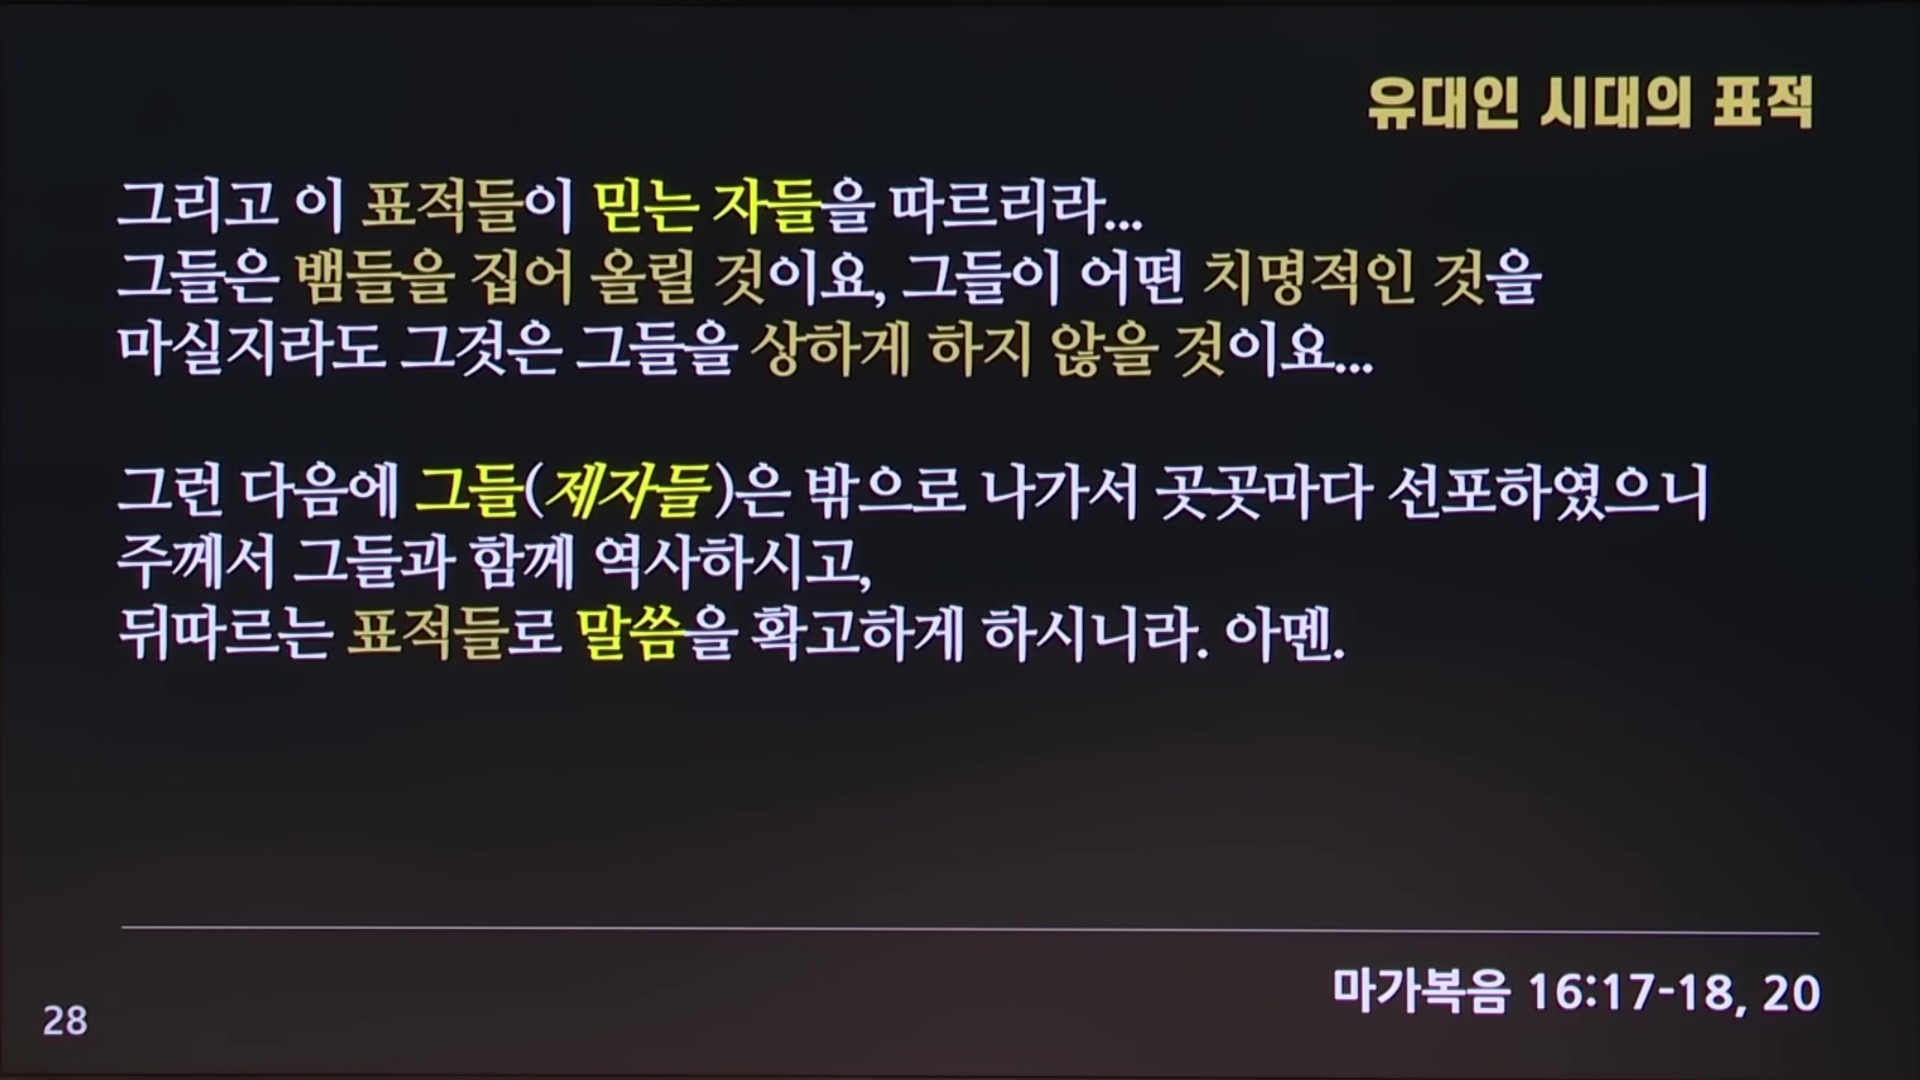 유대인 시대의 표적
그리고 이 표적들이 믿는 자들을 따르리라...
그들은 뱀들을 집어 올릴 것이요, 그들이 어떤 치명적인 것을
마실지라도 그것은 그들을 상하게 하지 않을 것이요...
그런 다음에 그들(제자들)은 밖으로 나가서 곳곳마다 선포하였으니
주께서 그들과 함께 역사하시고,
뒤따르는 표적들로 말씀을 확고하게 하시니라. 아멘.
마가복음 16:17-18, 20
28